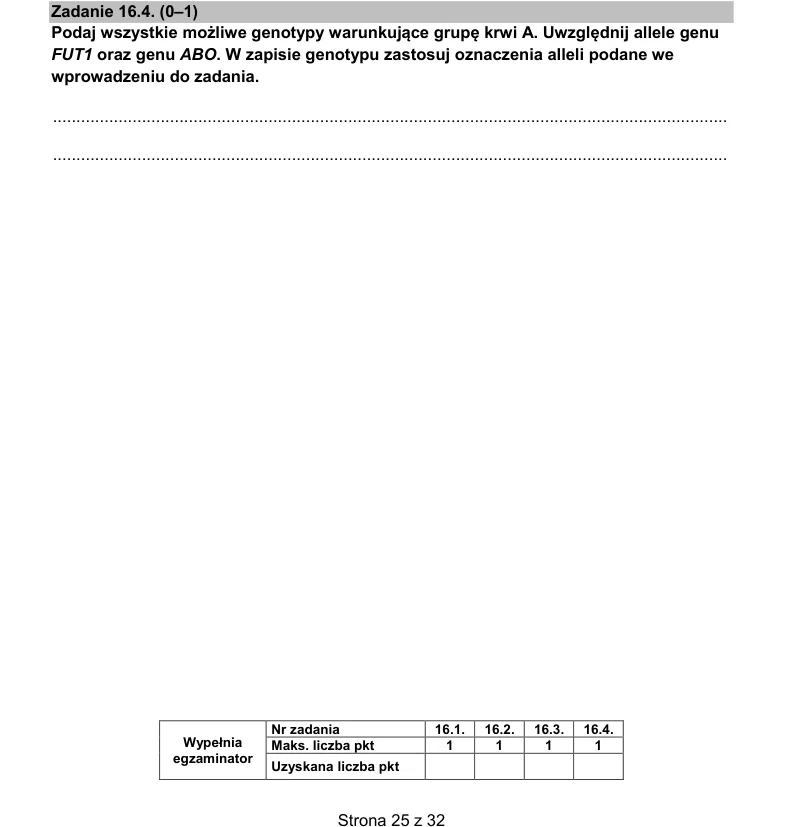 Zadanie 16.4. (0–1)
Podaj wszystkie możliwe genotypy warunkujące grupę krwi A. Uwzględnij allele genu
FUT1 oraz genu ABO. W zapisie genotypu zastosuj oznaczenia alleli podane we
wprowadzeniu do zadania.
Wypełnia egzaminator
Nr zadania 16.1. 16.2. 16.3. 16.4.
Maks. liczba pkt 1 1 1 1
Uzyskana liczba pkt
Strona 25 z 32